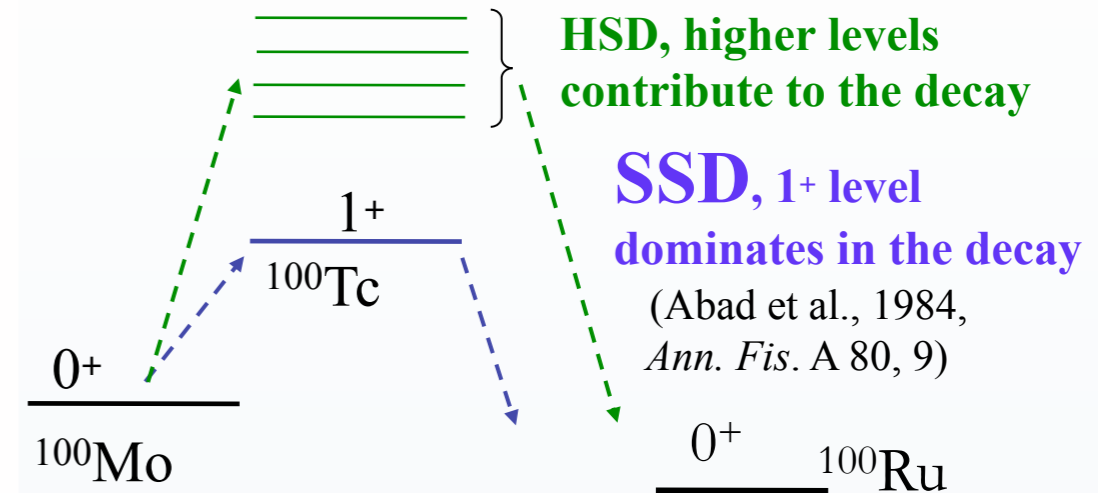 HSD, higher levels
contribute to the decay
SSD, 1+ level
dominates in the decay
(Abad et al., 1984,
Ann. Fis. A 80, 9)
1+
¹⁰⁰Tc
0+
¹⁰⁰Mo
0⁺
¹⁰⁰Ru